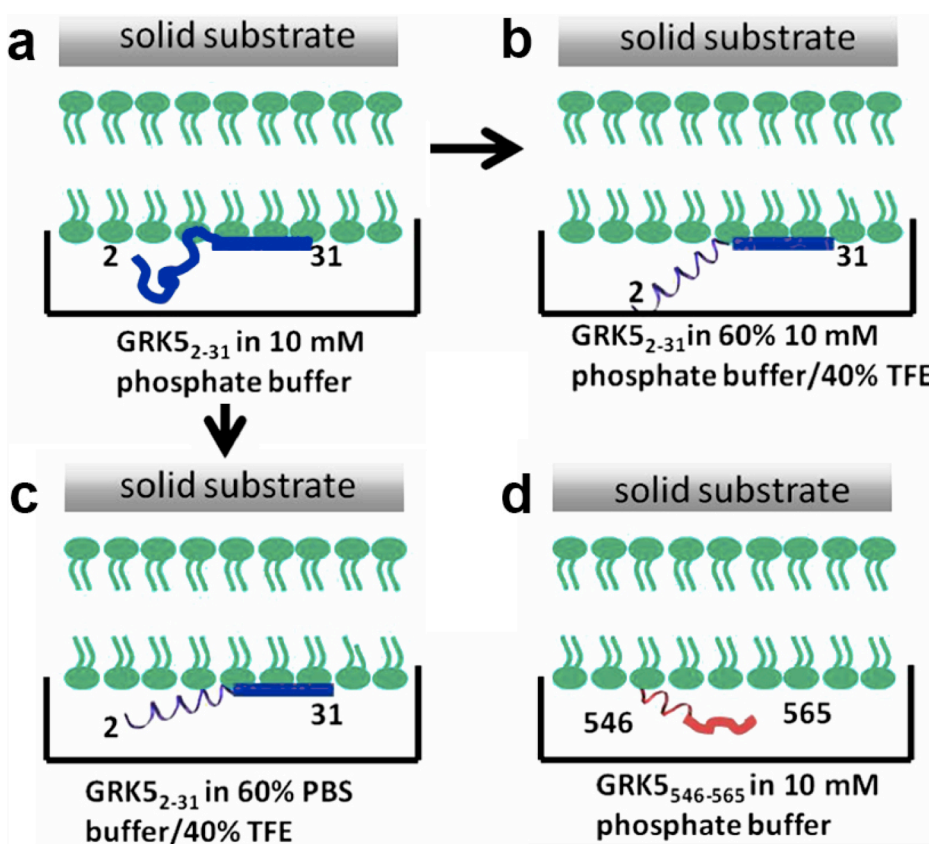 a
solid substrate
2
31
GRK5₂₋₃₁ in 10 mM
phosphate buffer
b
solid substrate
2
31
GRK5₂₋₃₁ in 60% 10 mM
phosphate buffer/40% TFE
c
solid substrate
2
31
GRK5₂₋₃₁ in 60% PBS
buffer/40% TFE
d
solid substrate
546
565
GRK5₅₄₆₋₅₆₅ in 10 mM
phosphate buffer